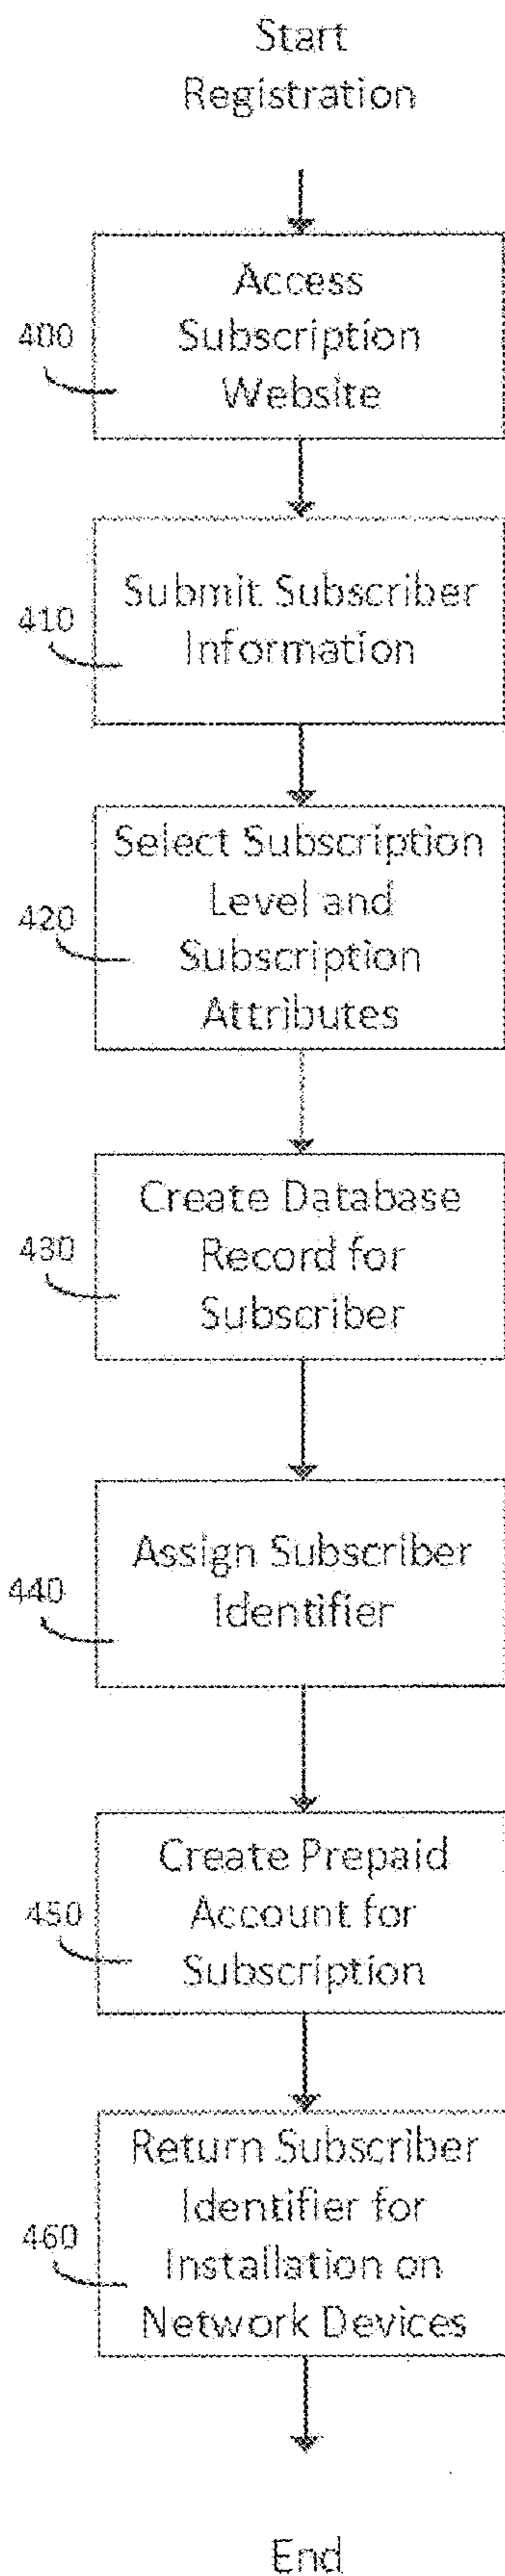 Start
Registration
Access
Subscription
Website
400
Submit Subscriber
Information
410
Select Subscription
Level and
Subscription
Attributes
420
Create Database
Record for
Subscriber
430
Assign Subscriber
Identifier
440
Create Prepaid
Account for
Subscription
450
Return Subscriber
Identifier for
Installation on
Network Devices
460
End